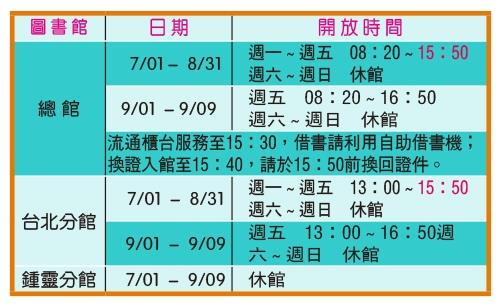 圖書館 日期 開放時間
總館
7/01 – 8/31 週一~週五 08：20~15：50
週六~週日 休館
9/01 – 9/09 週五 08：20~16：50
週六~週日 休館
流通櫃台服務至15：30，借書請利用自助借書機；
換證入館至15：40，請於15：50前換回證件。
台北分館
7/01 – 8/31 週一~週五 13：00~15：50
週六~週日 休館
9/01 – 9/09 週五 13：00~16：50週
六~週日 休館
鍾靈分館 7/01 – 9/09 休館